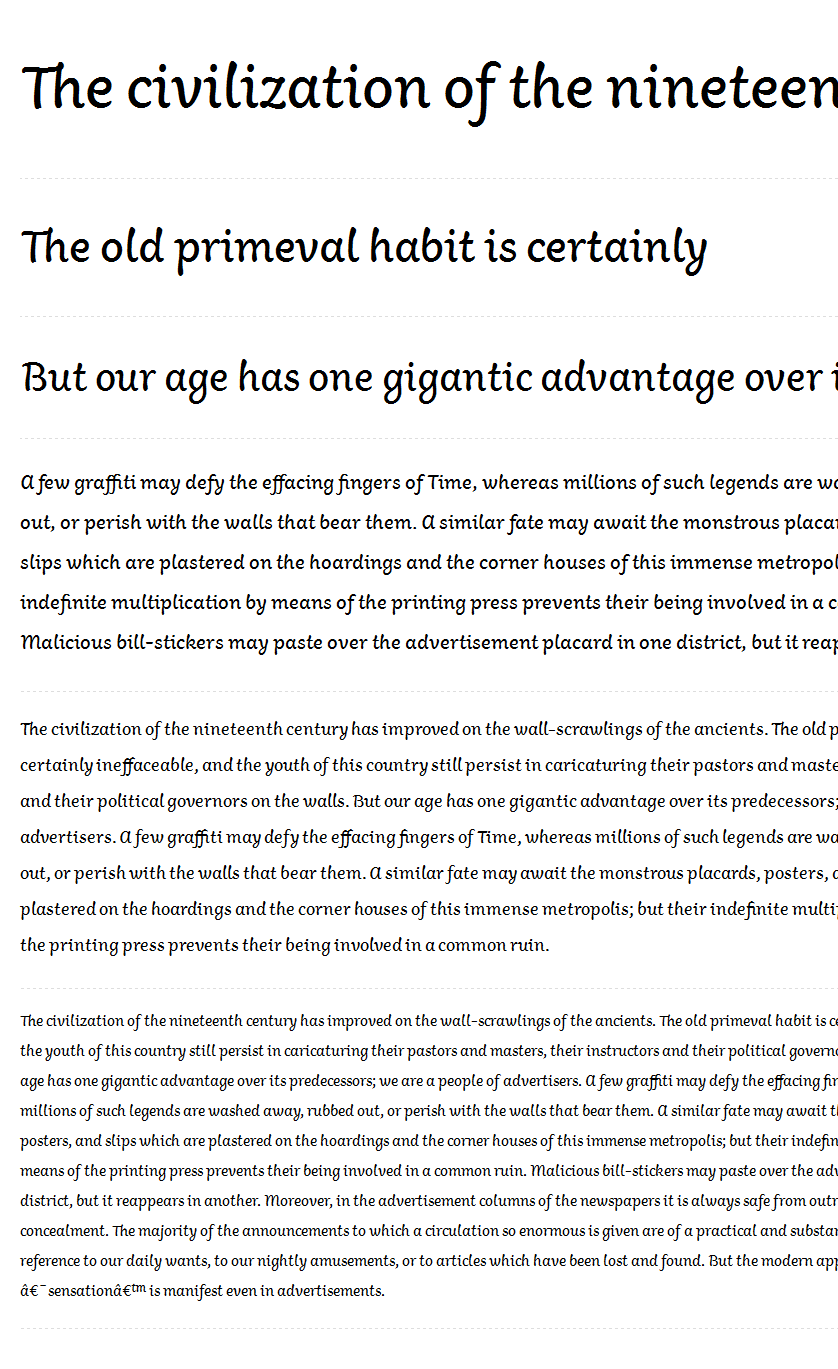 The civilization of the nineteen
The old primeval habit is certainly
But our age has one gigantic advantage over i
A few graffiti may defy the effacing fingers of Time, whereas millions of such legends are wa
out, or perish with the walls that bear them. A similar fate may await the monstrous placar
slips which are plastered on the hoardings and the corner houses of this immense metropol
indefinite multiplication by means of the printing press prevents their being involved in a c
Malicious bill-stickers may paste over the advertisement placard in one district, but it reap
The civilization of the nineteenth century has improved on the wall-scrawlings of the ancients. The old p
certainly ineffaceable, and the youth of this country still persist in caricaturing their pastors and maste
and their political governors on the walls. But our age has one gigantic advantage over its predecessors;
advertisers. A few graffiti may defy the effacing fingers of Time, whereas millions of such legends are wa
out, or perish with the walls that bear them. A similar fate may await the monstrous placards, posters, a
plastered on the hoardings and the corner houses of this immense metropolis; but their indefinite multi
the printing press prevents their being involved in a common ruin.
The civilization of the nineteenth century has improved on the wall-scrawlings of the ancients. The old primeval habit is ce
the youth of this country still persist in caricaturing their pastors and masters, their instructors and their political governo
age has one gigantic advantage over its predecessors; we are a people of advertisers. A few graffiti may defy the effacing fin
millions of such legends are washed away, rubbed out, or perish with the walls that bear them. A similar fate may await th
posters, and slips which are plastered on the hoardings and the corner houses of this immense metropolis; but their indefin
means of the printing press prevents their being involved in a common ruin. Malicious bill-stickers may paste over the adv
district, but it reappears in another. Moreover, in the advertisement columns of the newspapers it is always safe from outr
concealment. The majority of the announcements to which a circulation so enormous is given are of a practical and substan
reference to our daily wants, to our nightly amusements, or to articles which have been lost and found. But the modern app
â€˜sensationâ€™ is manifest even in advertisements.